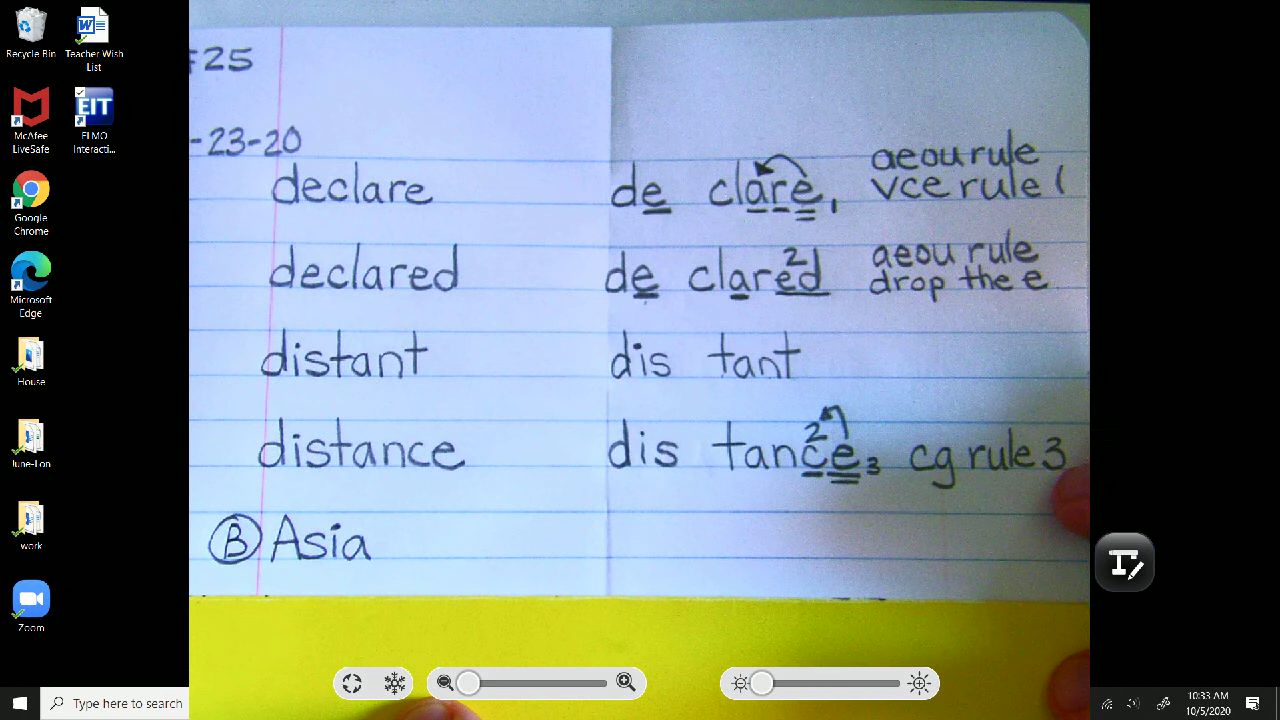 Recycle Bin
Teacher Wish List
McAfee LiveSafe
EIT
ELMO Interacti...
Google Chrome
Microsoft Edge
House
June-Lon
work
Zoom
25
-23-20
declare de clare, aeou rule
vce rule 1
declared de clared 2 aeou rule
drop the e
distant dis tant
distance dis tance 2 3 cg rule 3
B Asia
Type here to search
10:33 AM
10/5/2020